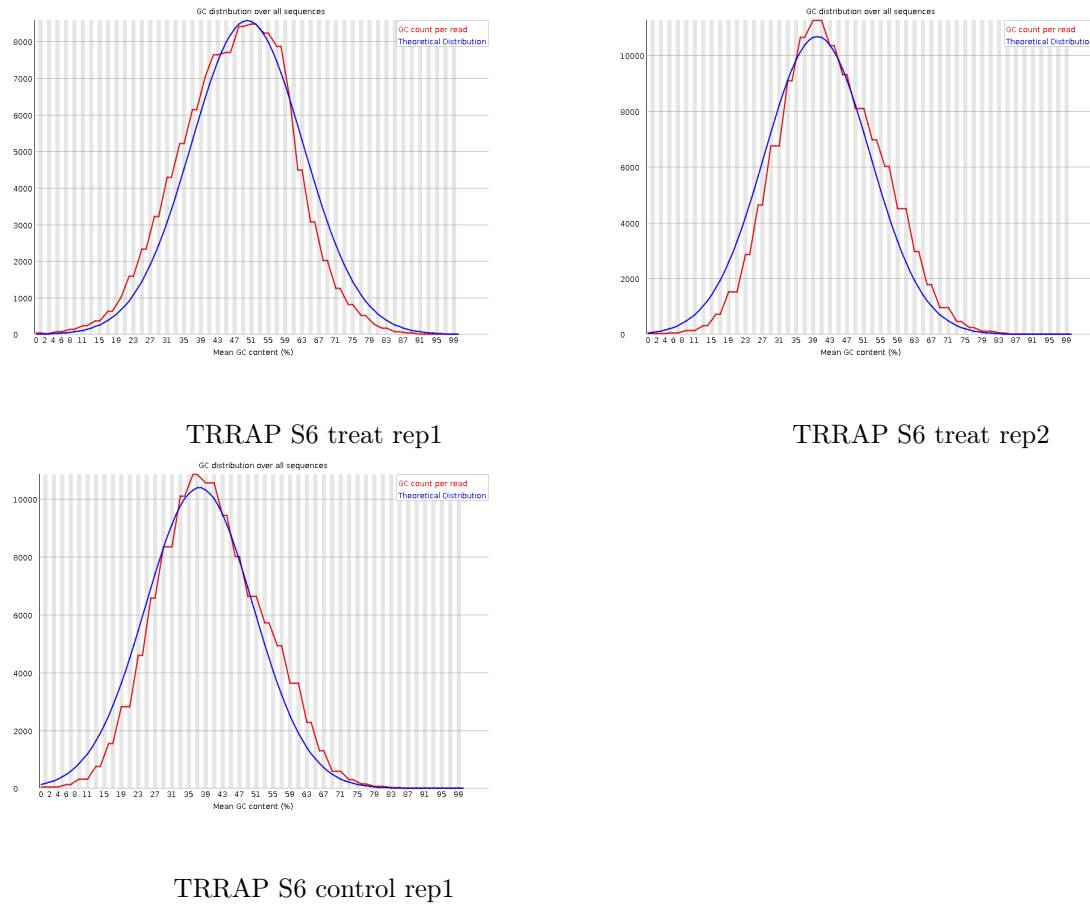 GC distribution over all sequences
GC count per read
Theoretical Distribution
8000
7000
6000
5000
4000
3000
2000
1000
0
0 2 4 6 8 11 15 19 23 27 31 35 39 43 47 51 55 59 63 67 71 75 79 83 87 91 95 99
Mean GC content (%)
TRRAP S6 treat rep1
GC distribution over all sequences
GC count per read
Theoretical Distributio
10000
8000
6000
4000
2000
0
0 2 4 6 8 11 15 19 23 27 31 35 39 43 47 51 55 59 63 67 71 75 79 83 87 91 95 99
Mean GC content (%)
TRRAP S6 treat rep2
GC distribution over all sequences
GC count per read
Theoretical Distribution
10000
8000
6000
4000
2000
0
0 2 4 6 8 11 15 19 23 27 31 35 39 43 47 51 55 59 63 67 71 75 79 83 87 91 95 99
Mean GC content (%)
TRRAP S6 control rep1